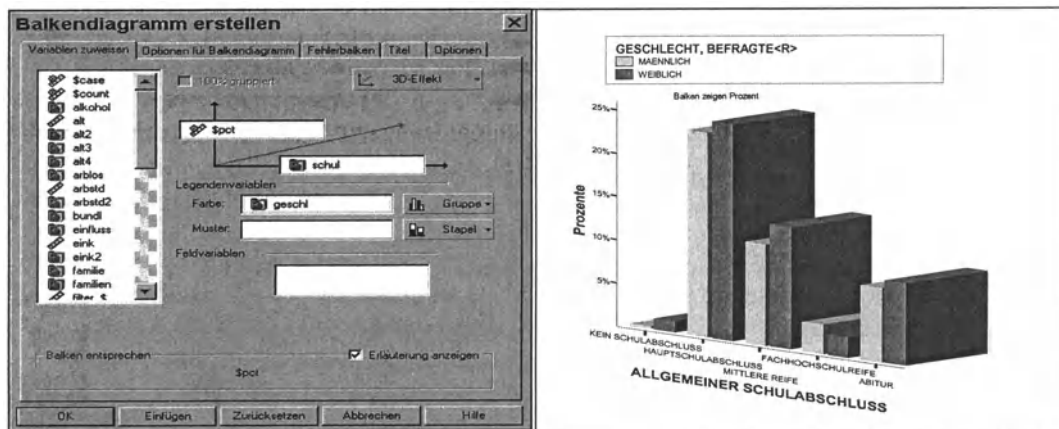 Balkendiagramm erstellen
Variablen zuweisen Optionen für Balkendiagramm Fehlerbalken Titel Optionen
$case
$count
alkohol
alt
alt2
alt3
alt4
arblos
arbstd
arbstd2
bundl
einfluss
eink
eink2
familie
familien
filter_$
100% gruppiert
3D-Effekt
$pct
schul
Legendenvariablen
Farbe: geschl Gruppe
Muster: Stapel
Feldvariablen
Balken entsprechen
Erläuterung anzeigen
$pct
OK Einfügen Zurücksetzen Abbrechen Hilfe
GESCHLECHT, BEFRAGTE<R>
MAENNLICH
WEIBLICH
Balken zeigen Prozent
25%
20%
15%
10%
5%
Prozente
KEIN SCHULABSCHLUSS
HAUPTSCHULABSCHLUSS
MITTLERE REIFE
FACHHOCHSCHULREIFE
ABITUR
ALLGEMEINER SCHULABSCHLUSS